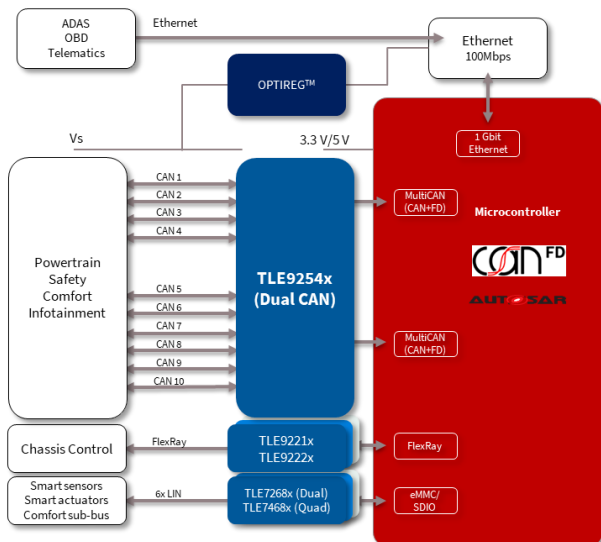 ADAS
OBD
Telematics
Ethernet
Ethernet
100Mbps
OPTIREG™
Vs
3.3 V/5 V
1 Gbit
Ethernet
CAN 1
CAN 2
CAN 3
CAN 4
CAN 5
CAN 6
CAN 7
CAN 8
CAN 9
CAN 10
Powertrain
Safety
Comfort
Infotainment
TLE9254x
(Dual CAN)
MultiCAN
(CAN+FD)
Microcontroller
CAN FD
AUTOSAR
MultiCAN
(CAN+FD)
Chassis Control
FlexRay
TLE9221x
TLE9222x
FlexRay
Smart sensors
Smart actuators
Comfort sub-bus
6x LIN
TLE7268x (Dual)
TLE7468x (Quad)
eMMC/
SDIO